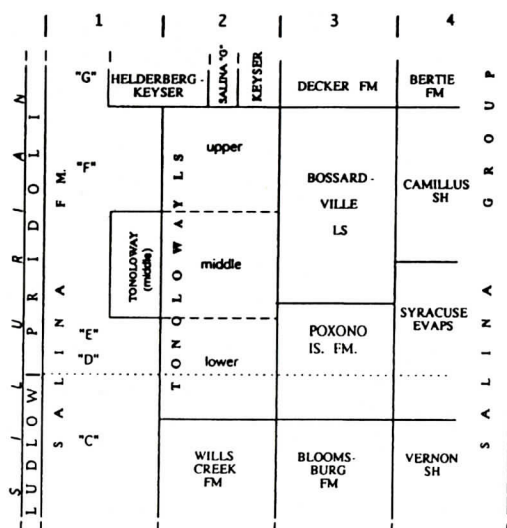 1 2 3 4
SILURIAN
PRIDOLI
LUDLOW
SALINA FM.
"G"
"F"
"E"
"D"
"C"
HELDERBERG -
KEYSER
SALINA "G"
KEYSER
TONOLOWAY
(middle)
TONOLOWAY LS
upper
middle
lower
WILLS
CREEK
FM
DECKER FM
BOSSARD -
VILLE
LS
POXONO
IS. FM.
BLOOMS-
BURG
FM
BERTIE
FM
CAMILLUS
SH
SYRACUSE
EVAPS
VERNON
SH
SALINA GROUP